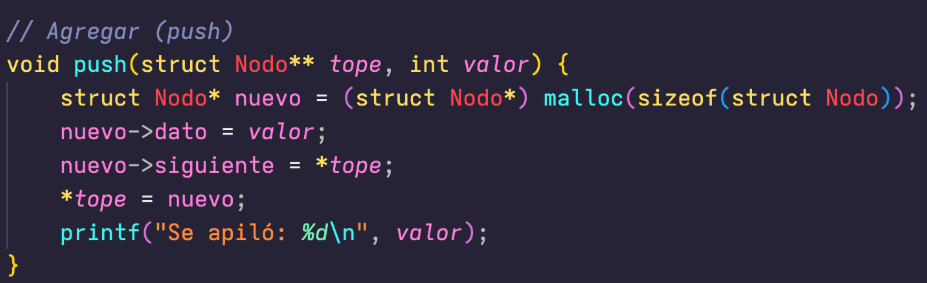 // Agregar (push)
void push(struct Nodo** tope, int valor) {
    struct Nodo* nuevo = (struct Nodo*) malloc(sizeof(struct Nodo));
    nuevo->dato = valor;
    nuevo->siguiente = *tope;
    *tope = nuevo;
    printf("Se apiló: %d\n", valor);
}